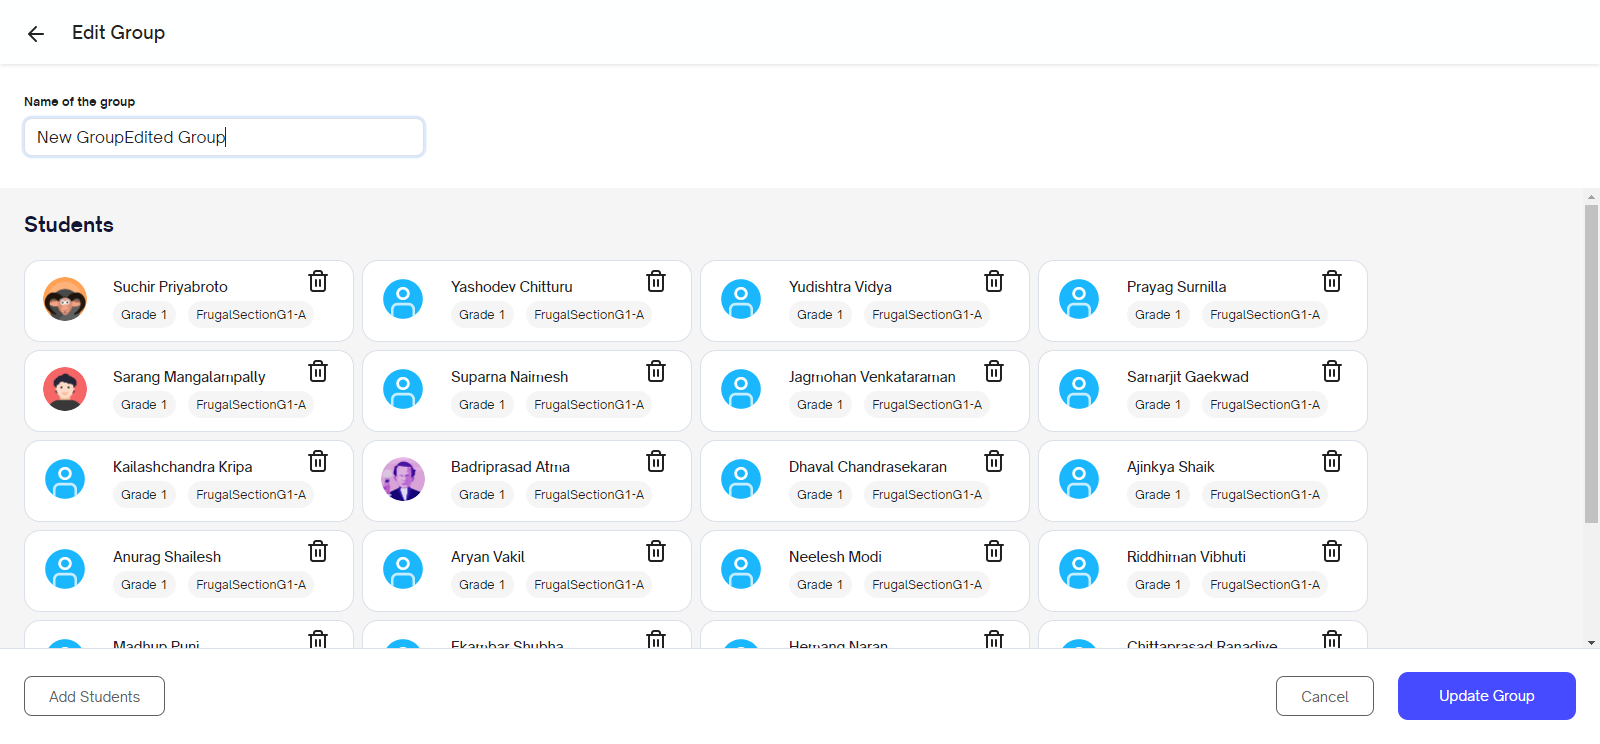 Edit Group
Name of the group
New GroupEdited Group
Students
Suchir Priyabroto
Grade 1 FrugalSectionG1-A
Yashodev Chitturu
Grade 1 FrugalSectionG1-A
Yudishtra Vidya
Grade 1 FrugalSectionG1-A
Prayag Surnilla
Grade 1 FrugalSectionG1-A
Sarang Mangalampally
Grade 1 FrugalSectionG1-A
Suparna Naimesh
Grade 1 FrugalSectionG1-A
Jagmohan Venkataraman
Grade 1 FrugalSectionG1-A
Samarjit Gaekwad
Grade 1 FrugalSectionG1-A
Kailashchandra Kripa
Grade 1 FrugalSectionG1-A
Badriprasad Atma
Grade 1 FrugalSectionG1-A
Dhaval Chandrasekaran
Grade 1 FrugalSectionG1-A
Ajinkya Shaik
Grade 1 FrugalSectionG1-A
Anurag Shailesh
Grade 1 FrugalSectionG1-A
Aryan Vakil
Grade 1 FrugalSectionG1-A
Neelesh Modi
Grade 1 FrugalSectionG1-A
Riddhiman Vibhuti
Grade 1 FrugalSectionG1-A
Madhup
Ekambar Shubha
Hemang Naran
Chittaprasad Ranadive
Add Students
Cancel
Update Group